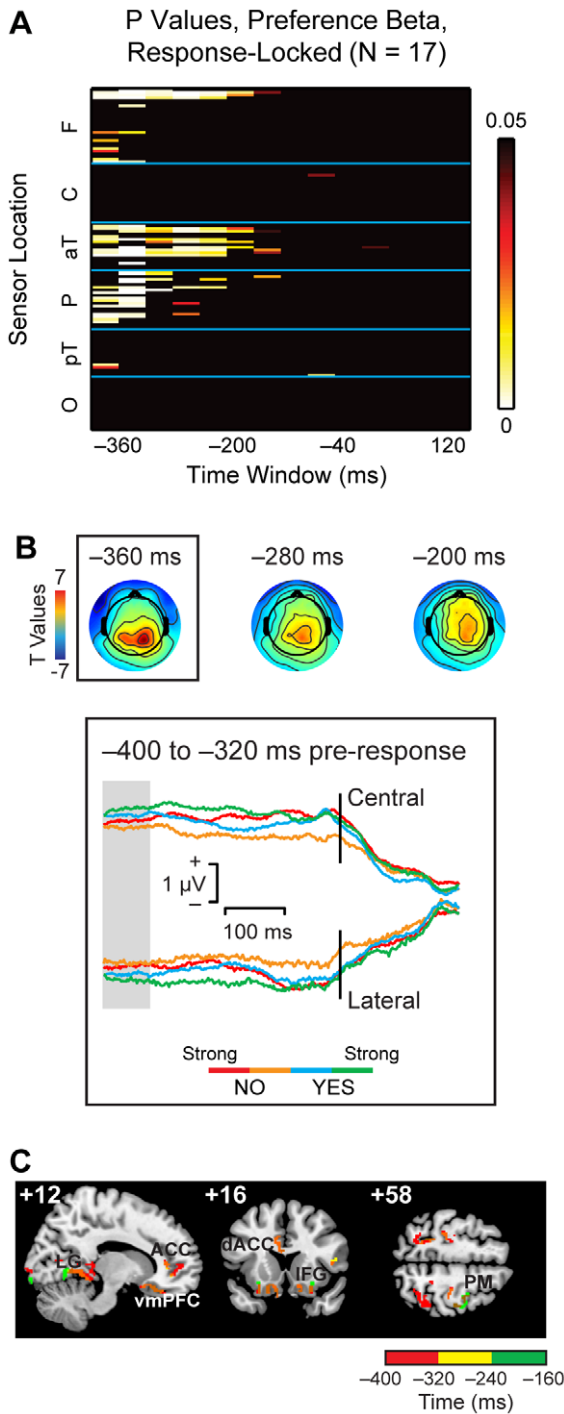 A
P Values, Preference Beta,
Response-Locked (N = 17)
Sensor Location
F
C
aT
P
pT
O
0.05
0
–360
–200
–40
120
Time Window (ms)
B
–360 ms
–280 ms
–200 ms
T Values
7
-7
–400 to –320 ms pre-response
Central
+
1 µV
–
100 ms
Lateral
Strong
Strong
NO
YES
C
+12
+16
+58
LG
ACC
vmPFC
dACC
IFG
PM
–400
–320
–240
–160
Time (ms)